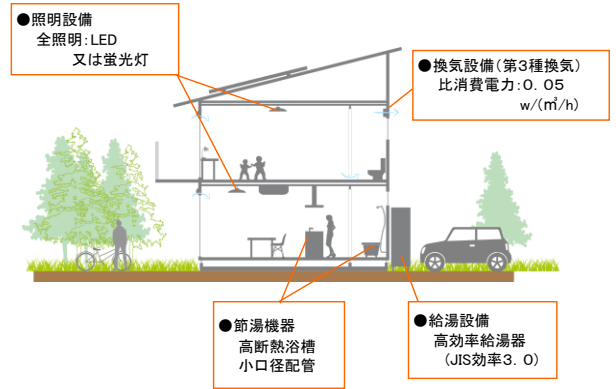 ●照明設備
全照明:LED
又は蛍光灯
●換気設備(第3種換気)
比消費電力:0.05
w/(㎥/h)
●節湯機器
高断熱浴槽
小口径配管
●給湯設備
高効率給湯器
(JIS効率3.0)